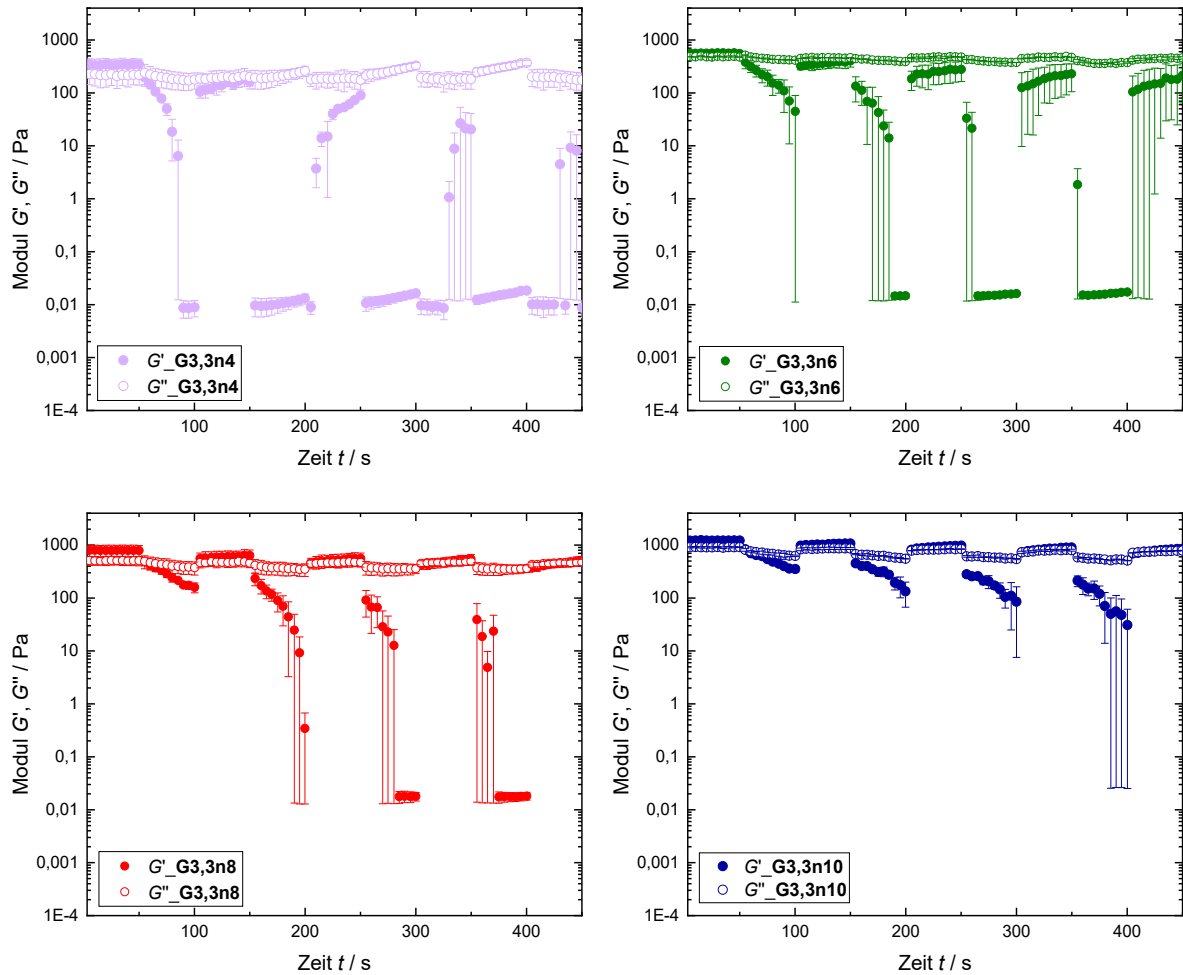 Modul G', G'' / Pa
1000
100
10
1
0,1
0,01
0,001
1E-4
G'_G3,3n4
G''_G3,3n4
100
200
300
400
Zeit t / s
Modul G', G'' / Pa
1000
100
10
1
0,1
0,01
0,001
1E-4
G'_G3,3n6
G''_G3,3n6
100
200
300
400
Zeit t / s
Modul G', G'' / Pa
1000
100
10
1
0,1
0,01
0,001
1E-4
G'_G3,3n8
G''_G3,3n8
100
200
300
400
Zeit t / s
Modul G', G'' / Pa
1000
100
10
1
0,1
0,01
0,001
1E-4
G'_G3,3n10
G''_G3,3n10
100
200
300
400
Zeit t / s